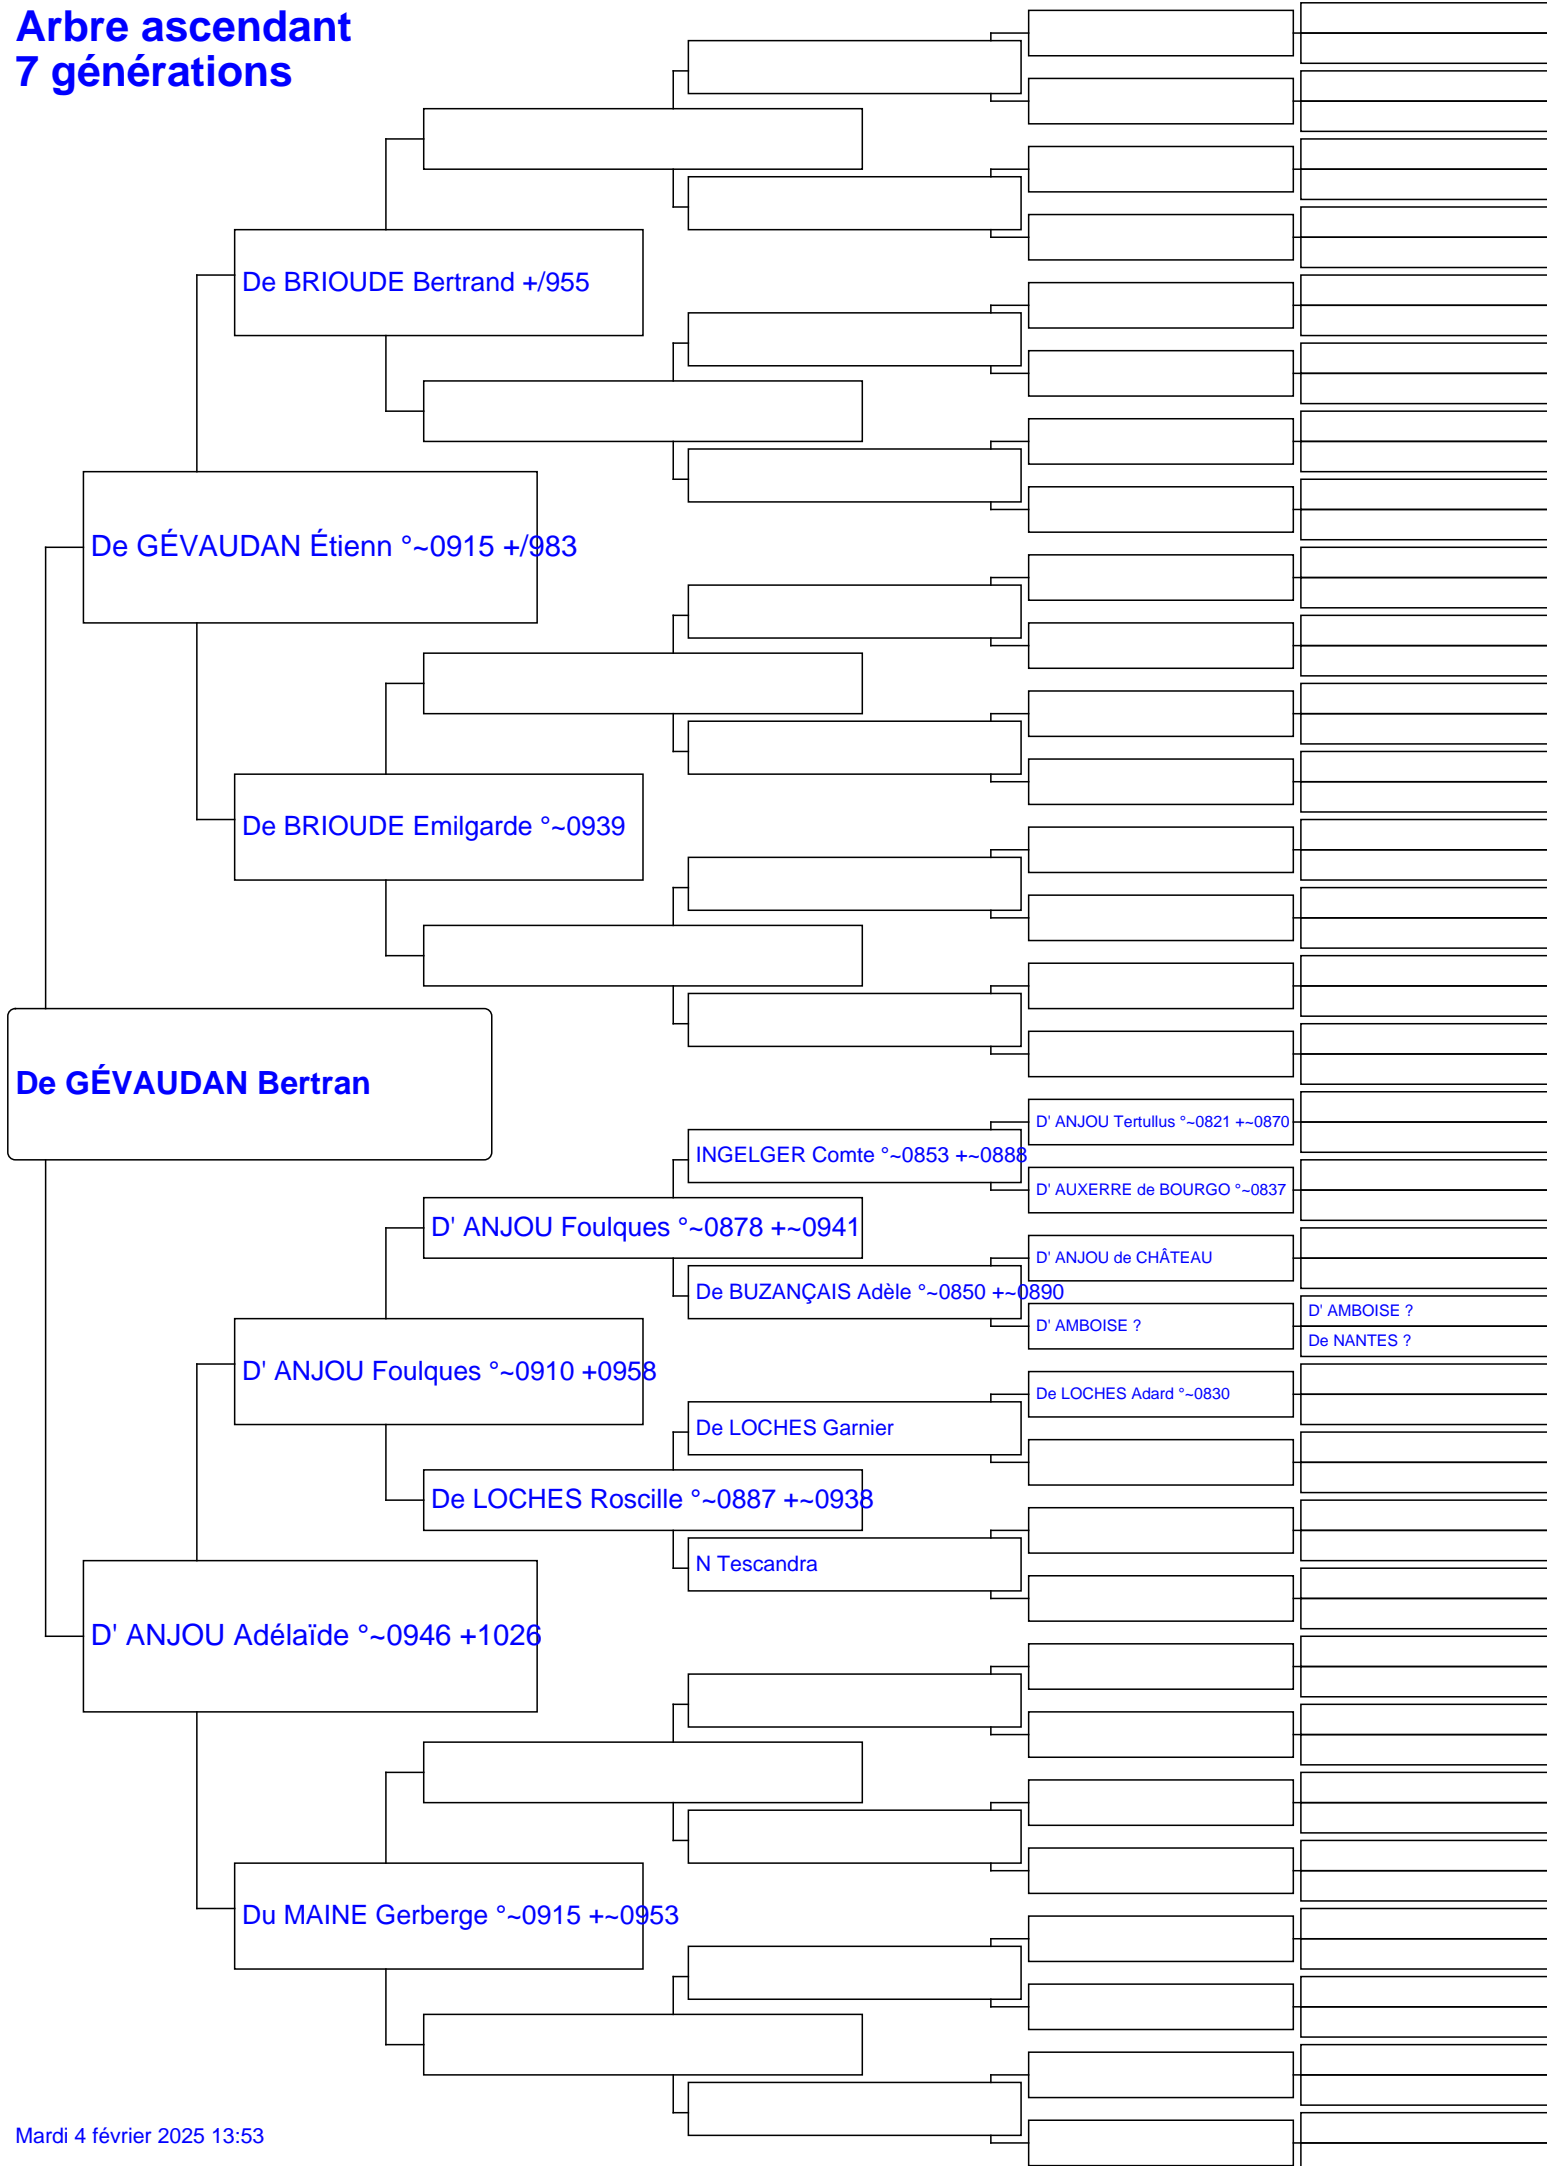 Arbre ascendant
7 générations
De BRIOUDE Bertrand +/955
De GÉVAUDAN Étienn °~0915 +/983
De BRIOUDE Emilgarde °~0939
De GÉVAUDAN Bertran
D' ANJOU Tertullus °~0821 +~0870
INGELGER Comte °~0853 +~0888
D' AUXERRE de BOURGO °~0837
D' ANJOU Foulques °~0878 +~0941
D' ANJOU de CHÂTEAU
De BUZANÇAIS Adèle °~0850 +~0890
D' AMBOISE ?
D' AMBOISE ?
De NANTES ?
D' ANJOU Foulques °~0910 +0958
De LOCHES Adard °~0830
De LOCHES Garnier
De LOCHES Roscille °~0887 +~0938
N Tescandra
D' ANJOU Adélaïde °~0946 +1026
Du MAINE Gerberge °~0915 +~0953
Mardi 4 février 2025 13:53